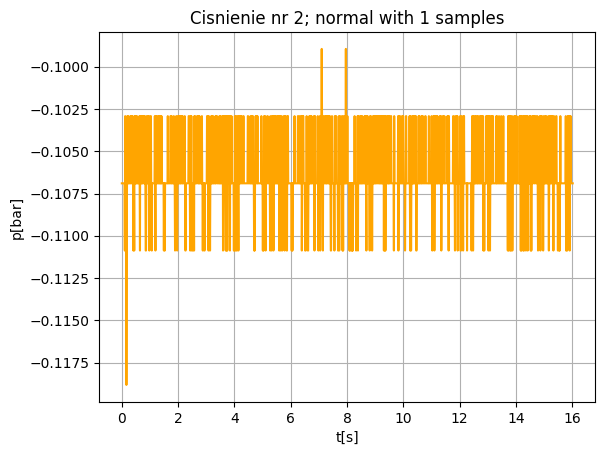 Cisnienie nr 2; normal with 1 samples
−0.1000
−0.1025
−0.1050
−0.1075
−0.1100
−0.1125
−0.1150
−0.1175
p[bar]
0 2 4 6 8 10 12 14 16
t[s]